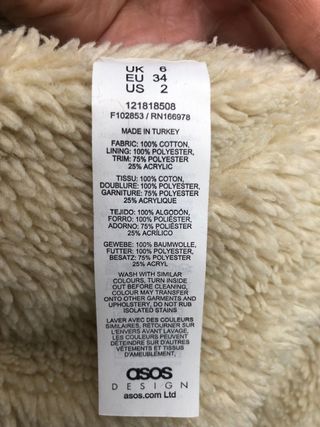 UK 6
EU 34
US 2
121818508
F102853 / RN166978
MADE IN TURKEY
FABRIC: 100% COTTON,
LINING: 100% POLYESTER,
TRIM: 75% POLYESTER
25% ACRYLIC
TISSU: 100% COTON,
DOUBLURE: 100% POLYESTER,
GARNITURE: 75% POLYESTER
25% ACRYLIQUE
TEJIDO: 100% ALGODÓN,
FORRO: 100% POLIÉSTER,
ADORNO: 75% POLIÉSTER
25% ACRÍLICO
GEWEBE: 100% BAUMWOLLE,
FUTTER: 100% POLYESTER,
BESATZ: 75% POLYESTER
25% ACRYL
WASH WITH SIMILAR
COLOURS, TURN INSIDE
OUT BEFORE CLEANING,
COLOUR MAY TRANSFER
ONTO OTHER GARMENTS AND
UPHOLSTERY, DO NOT RUB
ISOLATED STAINS
LAVER AVEC DES COULEURS
SIMILAIRES, RETOURNER SUR
L'ENVERS AVANT LAVAGE,
LES COULEURS PEUVENT
DÉTEINDRE SUR D'AUTRES
VÊTEMENTS ET TISSUS
D'AMEUBLEMENT,
asos
DESIGN
asos.com Ltd